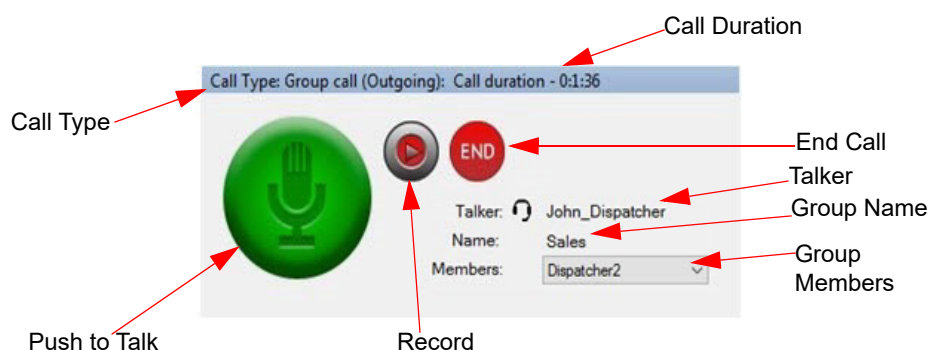 Call Duration
Call Type: Group call (Outgoing): Call duration - 0:1:36
Call Type
END
End Call
Talker
Talker: John_Dispatcher
Group Name
Name: Sales
Group
Members: Dispatcher2
Members
Push to Talk
Record